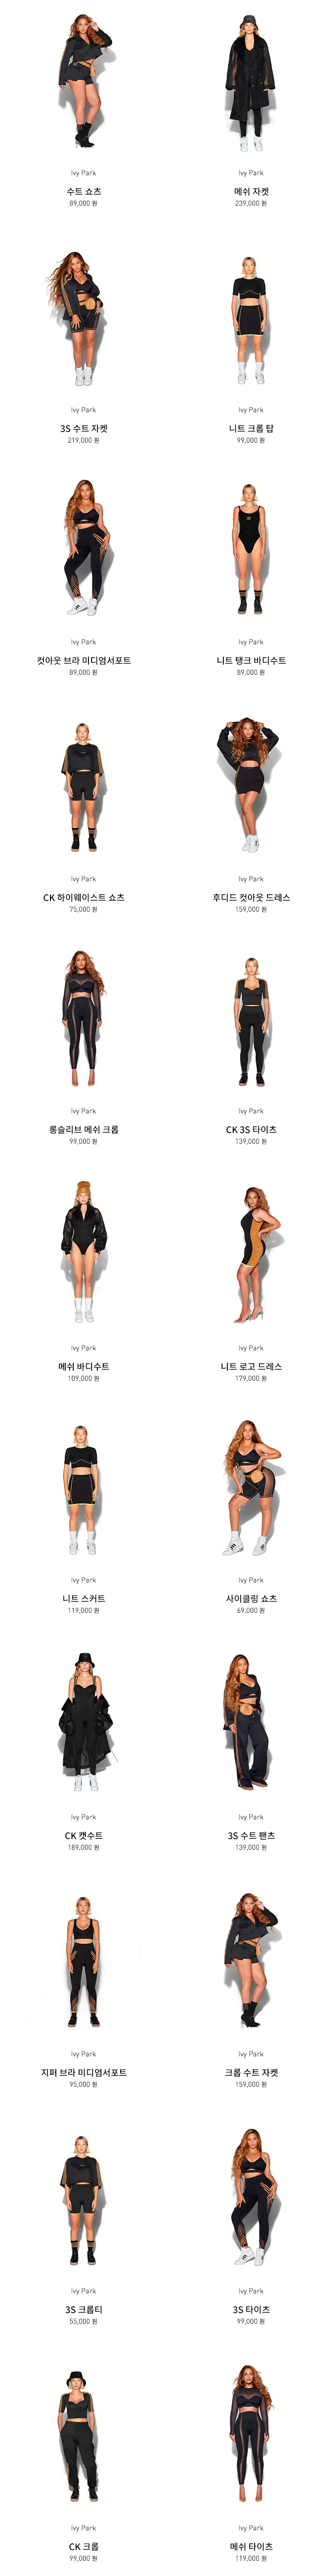 Ivy Park
수트 쇼츠
89,000 원
Ivy Park
메쉬 자켓
239,000 원
Ivy Park
3S 수트 자켓
219,000 원
Ivy Park
니트 크롭 탑
99,000 원
Ivy Park
컷아웃 브라 미디엄서포트
89,000 원
Ivy Park
니트 탱크 바디수트
89,000 원
Ivy Park
CK 하이웨이스트 쇼츠
75,000 원
Ivy Park
후디드 컷아웃 드레스
159,000 원
Ivy Park
롱슬리브 메쉬 크롭
99,000 원
Ivy Park
CK 3S 타이츠
139,000 원
Ivy Park
메쉬 바디수트
109,000 원
Ivy Park
니트 로고 드레스
179,000 원
Ivy Park
니트 스커트
119,000 원
Ivy Park
사이클링 쇼츠
69,000 원
Ivy Park
CK 캣수트
189,000 원
Ivy Park
3S 수트 팬츠
139,000 원
Ivy Park
지퍼 브라 미디엄서포트
95,000 원
Ivy Park
크롭 수트 자켓
159,000 원
Ivy Park
3S 크롭티
55,000 원
Ivy Park
3S 타이츠
99,000 원
Ivy Park
CK 크롭
99,000 원
Ivy Park
메쉬 타이츠
119,000 원